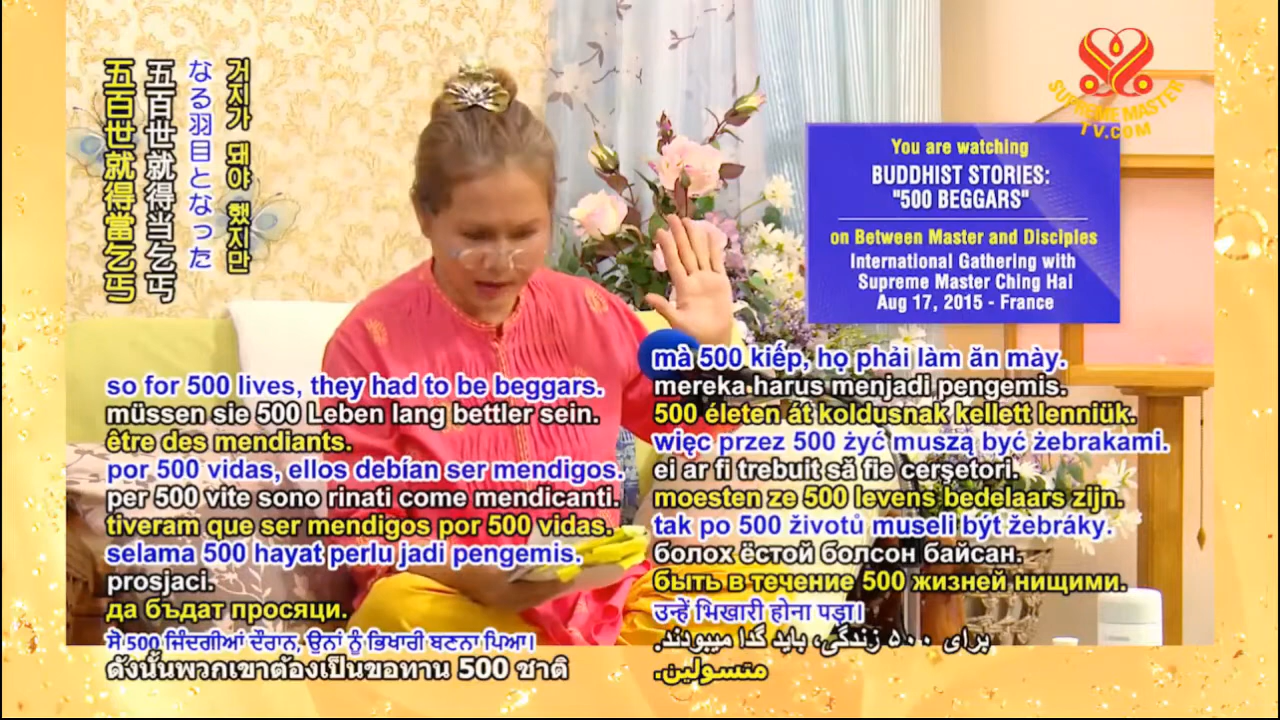 五百世就得當乞丐
五百世就得当乞丐
なる羽目となった
거지가 돼야 했지만
SUPREME MASTER
TV.COM
You are watching
BUDDHIST STORIES:
"500 BEGGARS"
on Between Master and Disciples
International Gathering with
Supreme Master Ching Hai
Aug 17, 2015 - France
so for 500 lives, they had to be beggars.
müssen sie 500 Leben lang bettler sein.
être des mendiants.
por 500 vidas, ellos debían ser mendigos.
per 500 vite sono rinati come mendicanti.
tiveram que ser mendigos por 500 vidas.
selama 500 hayat perlu jadi pengemis.
prosjaci.
да бъдат просяци.
ਸੋ 500 ਜ਼ਿੰਦਗੀਆਂ ਦੌਰਾਨ, ਉਨਾਂ ਨੂੰ ਭਿਖਾਰੀ ਬਣਨਾ ਪਿਆ।
ดังนั้นพวกเขาต้องเป็นขอทาน 500 ชาติ
mà 500 kiếp, họ phải làm ăn mày.
mereka harus menjadi pengemis.
500 életen át koldusnak kellett lenniük.
więc przez 500 żyć muszą być żebrakami.
ei ar fi trebuit să fie cerşetori.
moesten ze 500 levens bedelaars zijn.
tak po 500 životů museli být žebráky.
болох ёстой болсон байсан.
быть в течение 500 жизней нищими.
उन्हें भिखारी होना पड़ा।
برای ۵۰۰ زندگی، باید گدا میبودند.
متسولين.